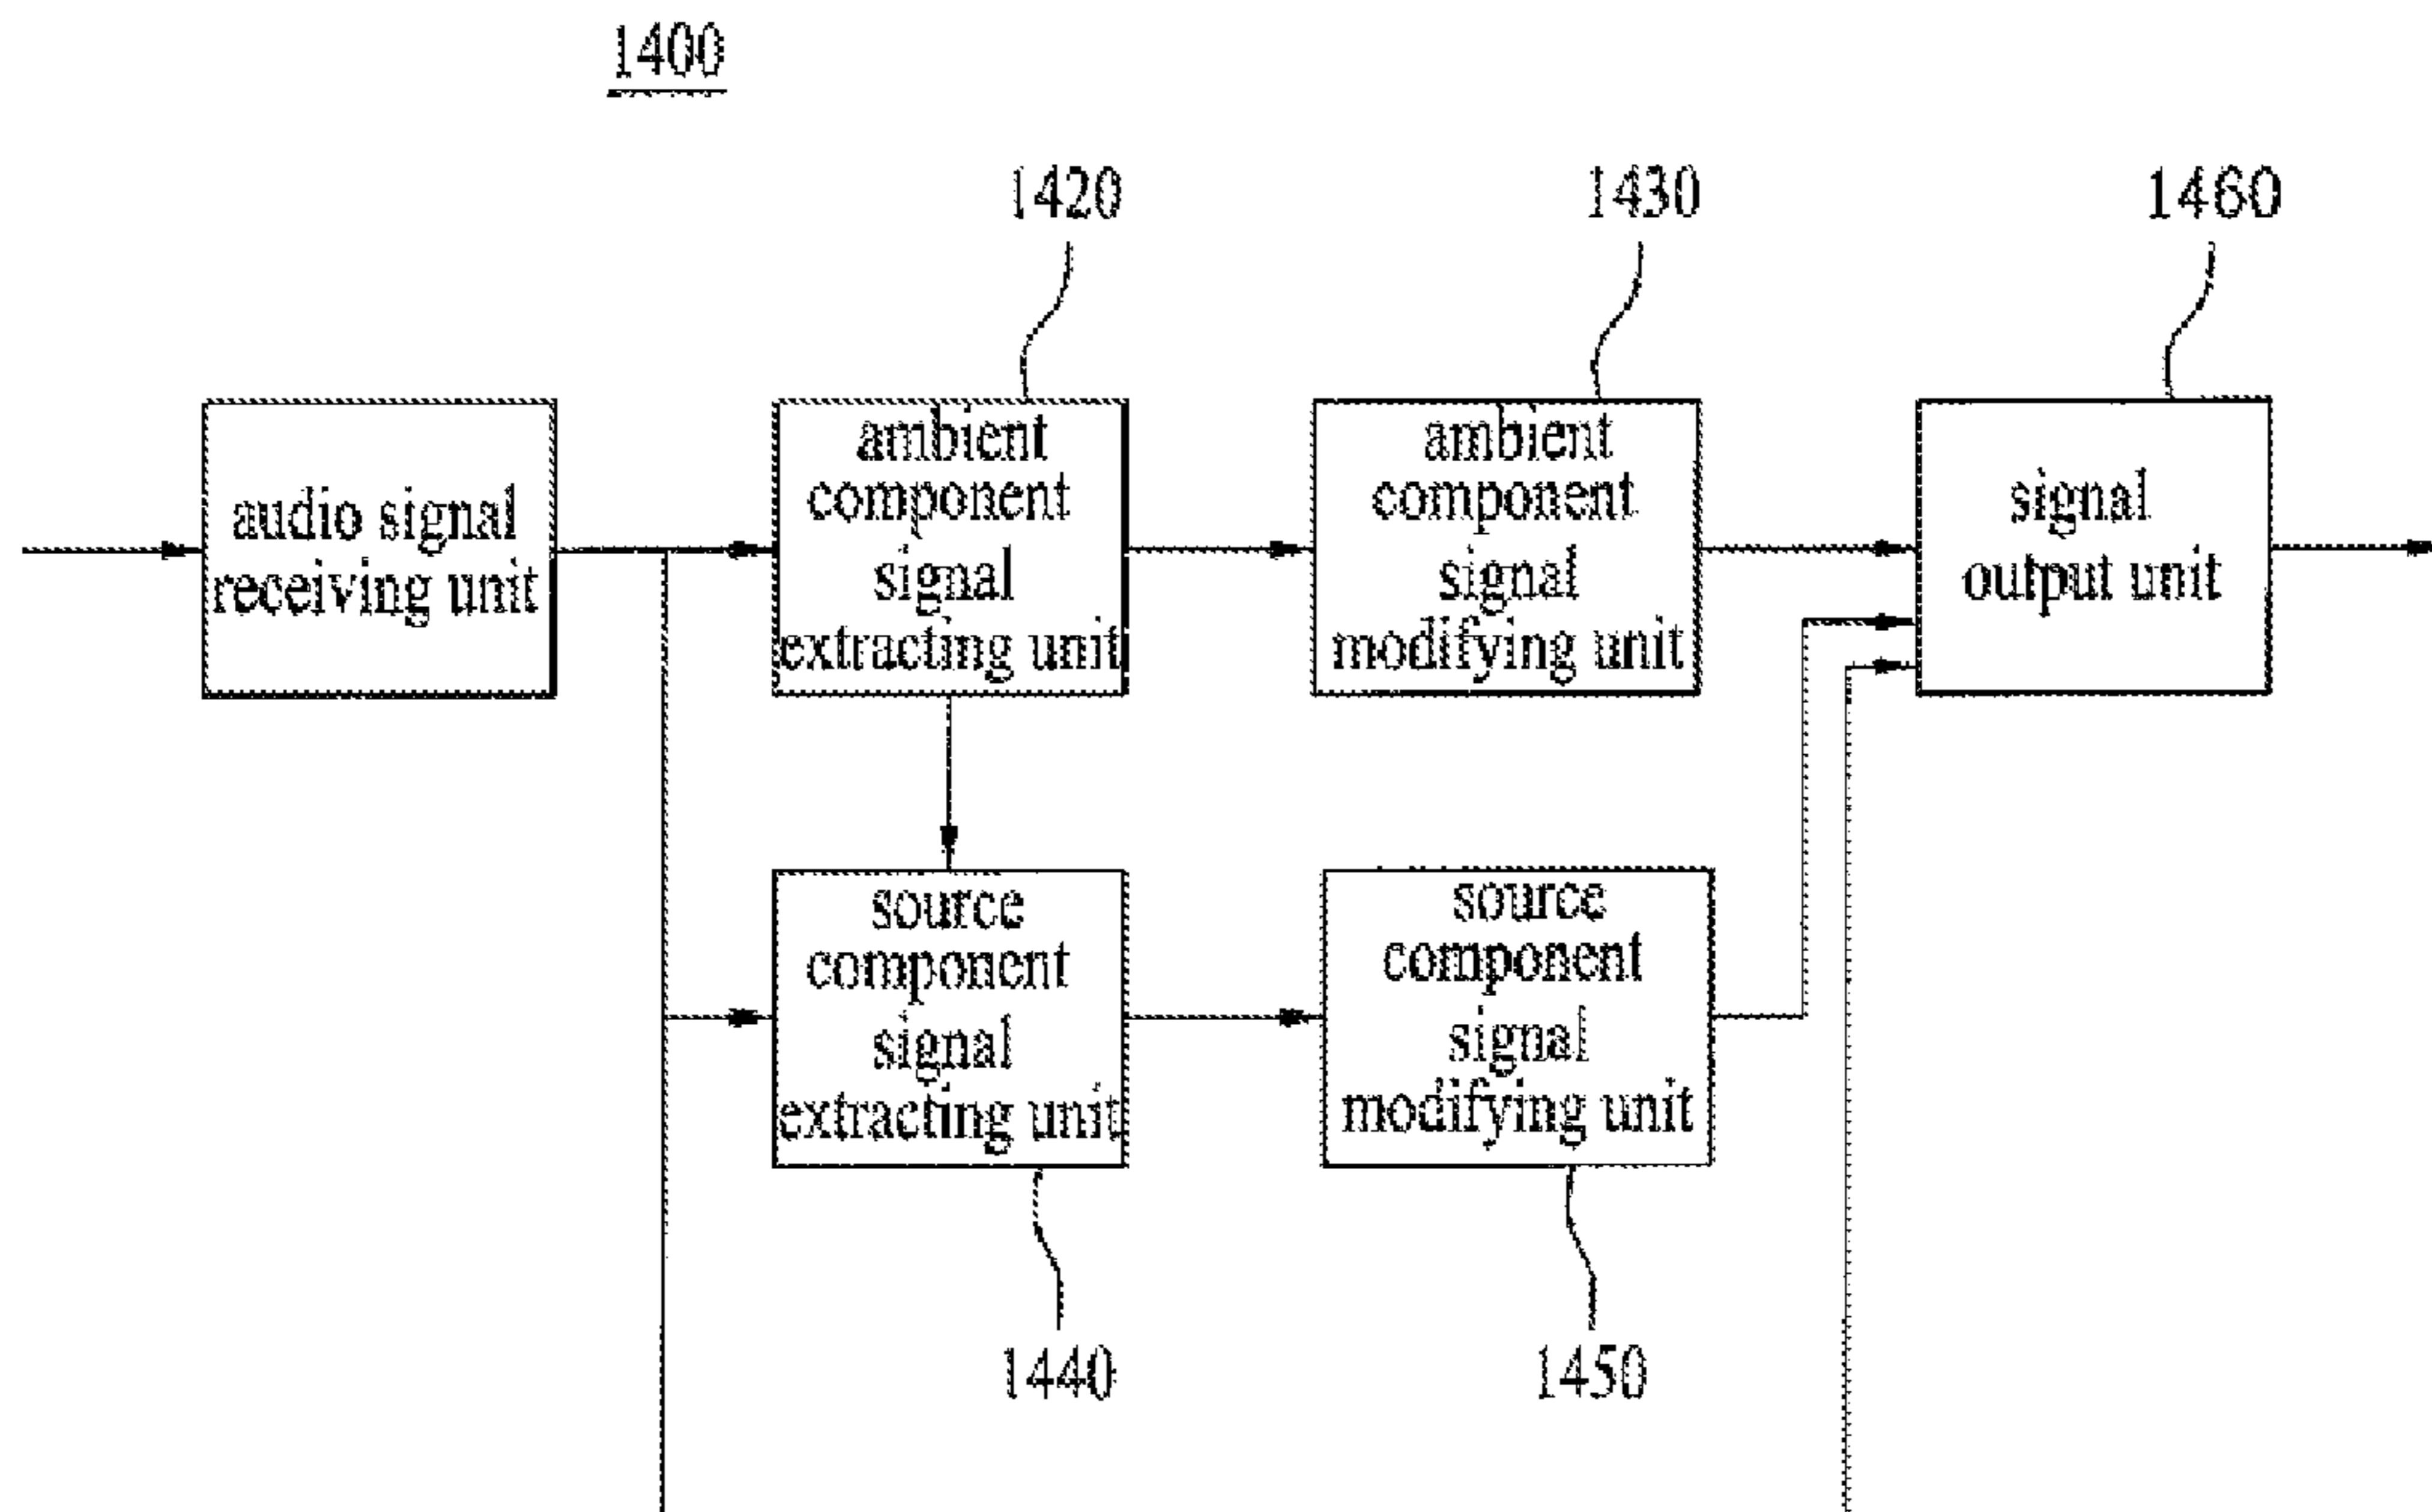 1400
1420
1430
1460
audio signal
receiving unit
ambient
component
signal
extracting unit
ambient
component
signal
modifying unit
signal
output unit
source
component
signal
extracting unit
source
component
signal
modifying unit
1440
1450